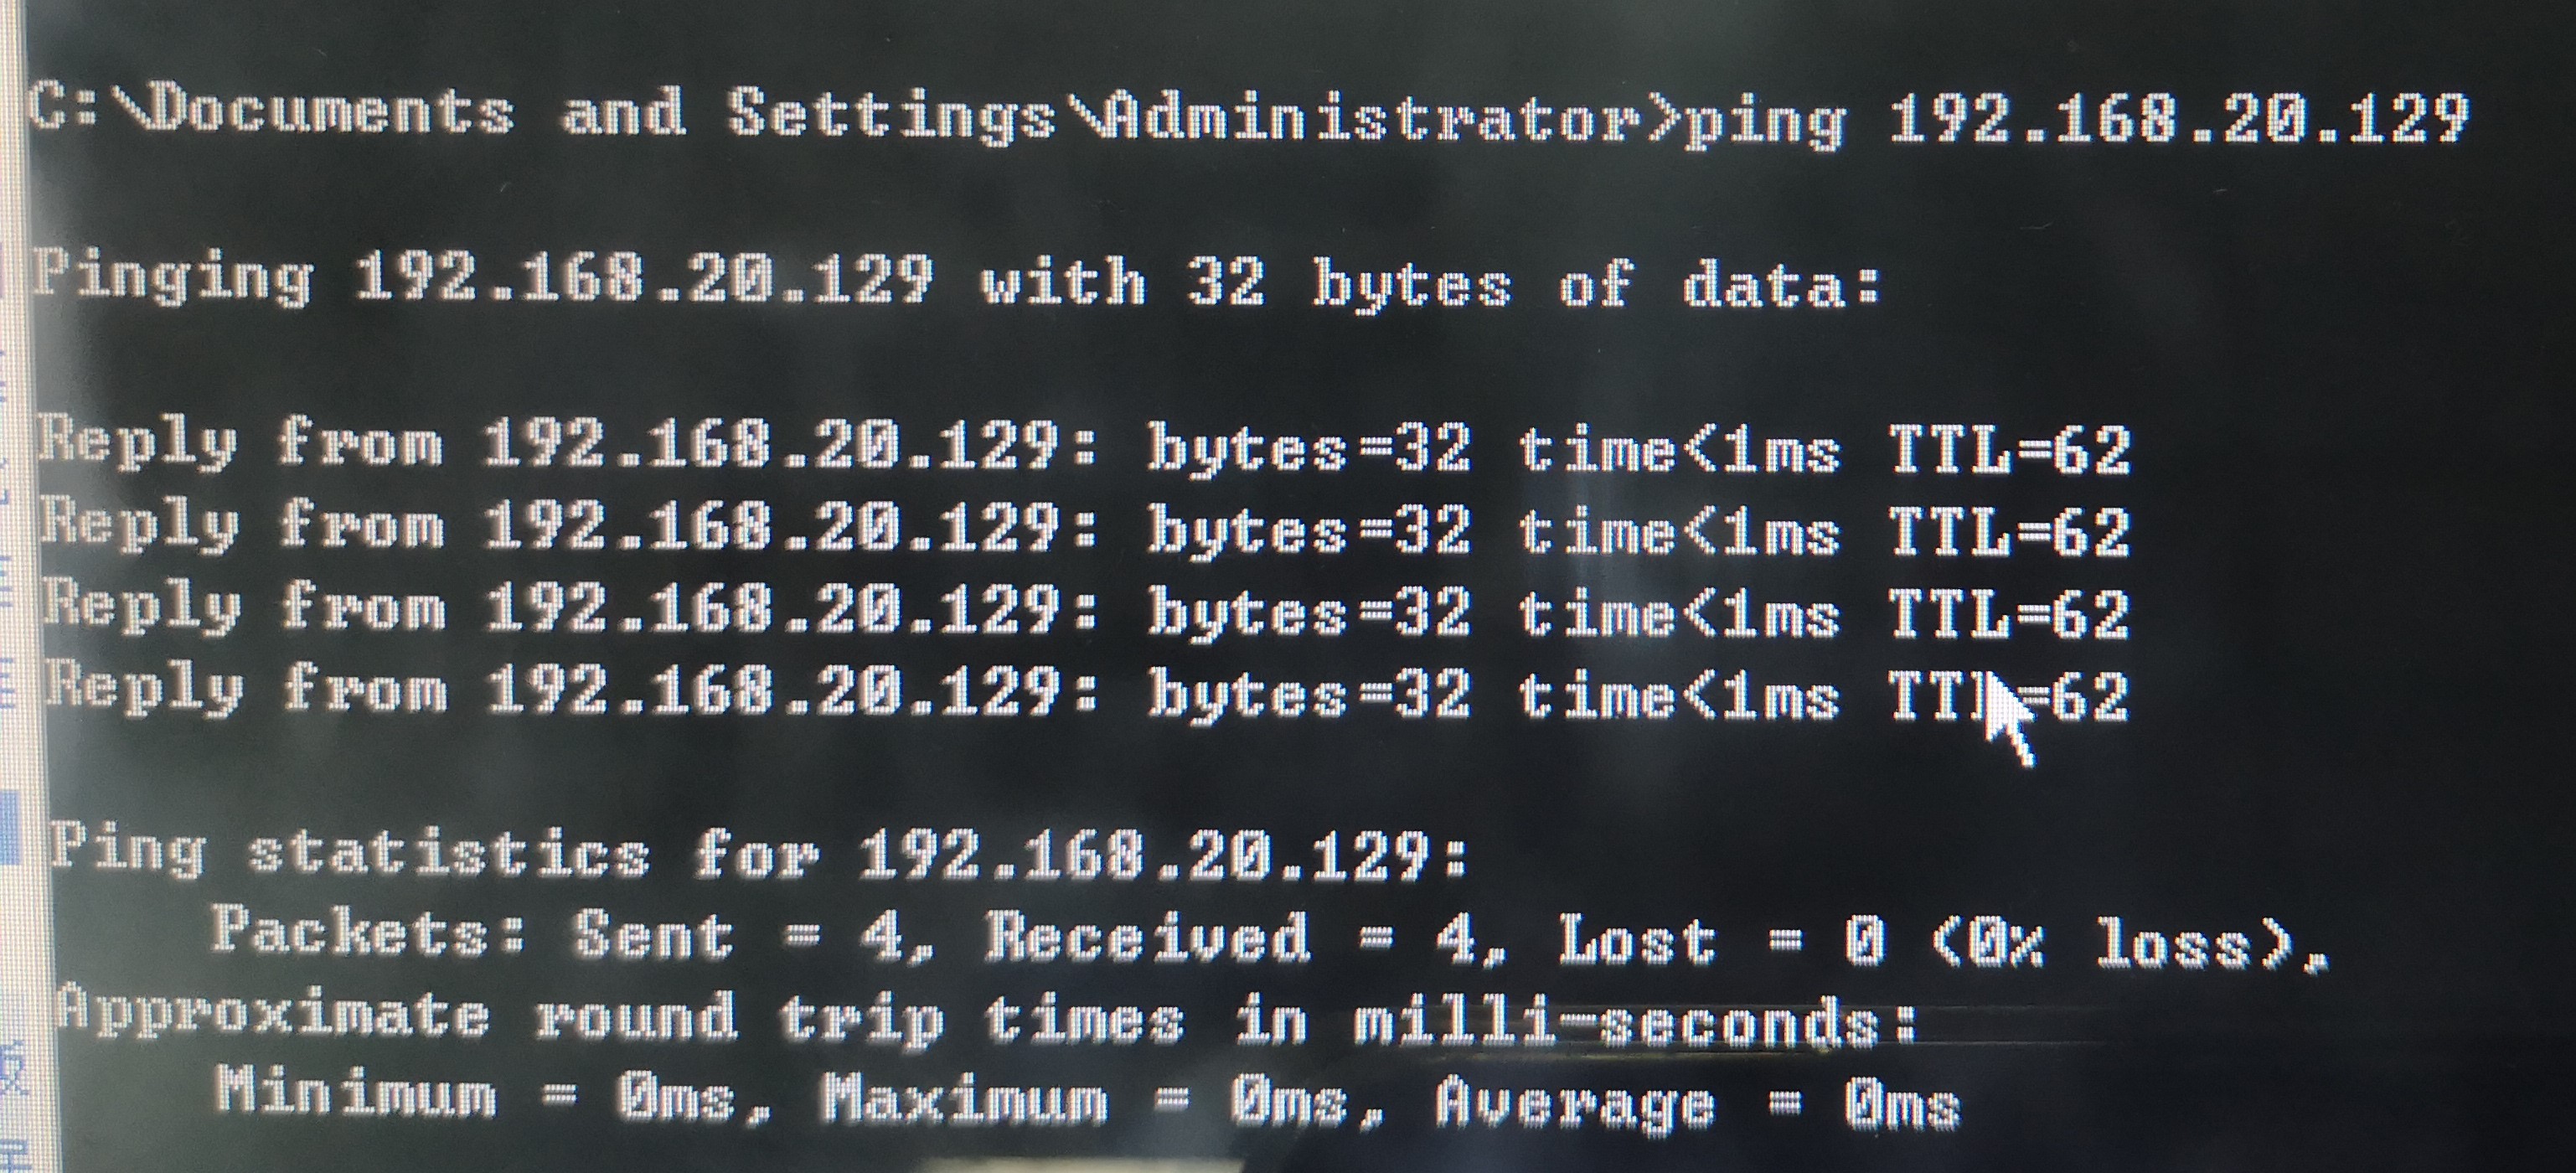 C:\Documents and Settings\Administrator>ping 192.168.20.129
Pinging 192.168.20.129 with 32 bytes of data:
Reply from 192.168.20.129: bytes=32 time<1ms TTL=62
Reply from 192.168.20.129: bytes=32 time<1ms TTL=62
Reply from 192.168.20.129: bytes=32 time<1ms TTL=62
Reply from 192.168.20.129: bytes=32 time<1ms TTL=62
Ping statistics for 192.168.20.129:
    Packets: Sent = 4, Received = 4, Lost = 0 (0% loss),
Approximate round trip times in milli-seconds:
    Minimum = 0ms, Maximum = 0ms, Average = 0ms